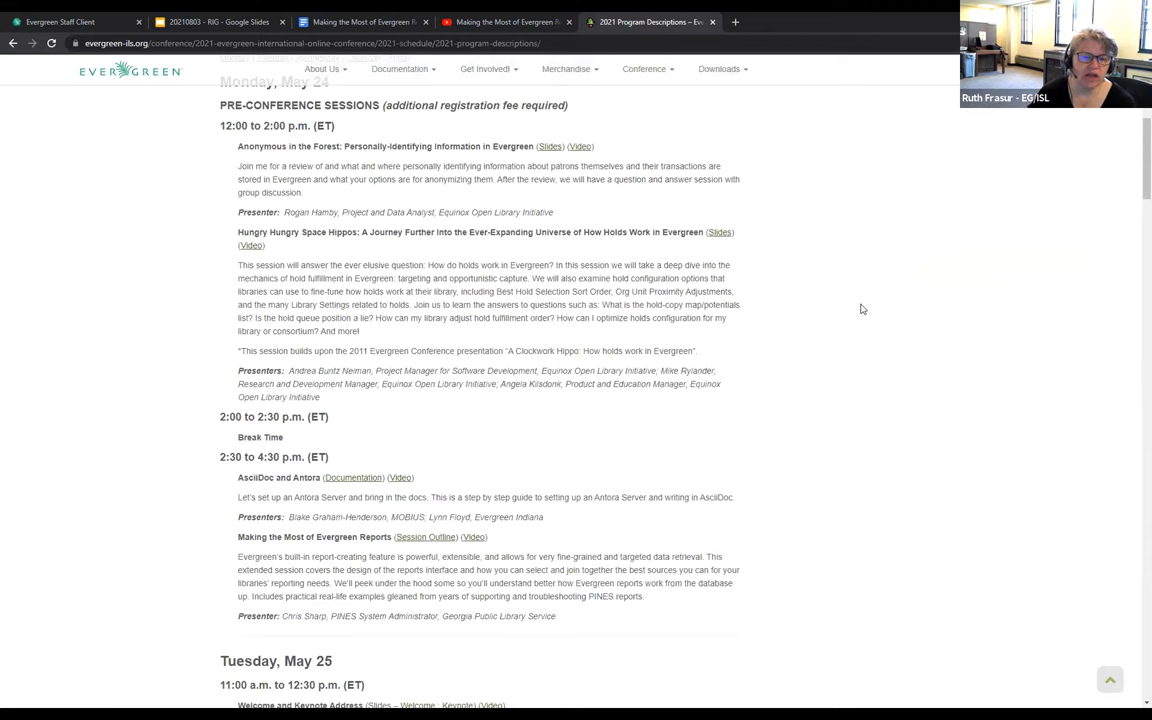 Evergreen Staff Client
20210803 - RIG - Google Slides
Making the Most of Evergreen R
Making the Most of Evergreen R
2021 Program Descriptions – Eve
evergreen-ils.org/conference/2021-evergreen-international-online-conference/2021-schedule/2021-program-descriptions/
EVERGREEN
About Us
Documentation
Get Involved!
Merchandise
Conference
Downloads
Ruth Frasur - EG/ISL
Monday, May 24
PRE-CONFERENCE SESSIONS (additional registration fee required)
12:00 to 2:00 p.m. (ET)
Anonymous in the Forest: Personally-Identifying Information in Evergreen (Slides) (Video)
Join me for a review of and what and where personally identifying information about patrons themselves and their transactions are
stored in Evergreen and what your options are for anonymizing them. After the review, we will have a question and answer session with
group discussion.
Presenter: Rogan Hamby, Project and Data Analyst, Equinox Open Library Initiative
Hungry Hungry Space Hippos: A Journey Further Into the Ever-Expanding Universe of How Holds Work in Evergreen (Slides)
(Video)
This session will answer the ever elusive question: How do holds work in Evergreen? In this session we will take a deep dive into the
mechanics of hold fulfillment in Evergreen: targeting and opportunistic capture. We will also examine hold configuration options that
libraries can use to fine-tune how holds work at their library, including Best Hold Selection Sort Order, Org Unit Proximity Adjustments,
and the many Library Settings related to holds. Join us to learn the answers to questions such as: What is the hold-copy map/potentials
list? Is the hold queue position a lie? How can my library adjust hold fulfillment order? How can I optimize holds configuration for my
library or consortium? And more!
*This session builds upon the 2011 Evergreen Conference presentation “A Clockwork Hippo: How holds work in Evergreen”.
Presenters: Andrea Buntz Neiman, Project Manager for Software Development, Equinox Open Library Initiative; Mike Rylander,
Research and Development Manager, Equinox Open Library Initiative; Angela Kilsdonk, Product and Education Manager, Equinox
Open Library Initiative
2:00 to 2:30 p.m. (ET)
Break Time
2:30 to 4:30 p.m. (ET)
AsciiDoc and Antora (Documentation) (Video)
Let's set up an Antora Server and bring in the docs. This is a step by step guide to setting up an Antora Server and writing in AsciiDoc.
Presenters: Blake Graham-Henderson, MOBIUS; Lynn Floyd, Evergreen Indiana
Making the Most of Evergreen Reports (Session Outline) (Video)
Evergreen's built-in report-creating feature is powerful, extensible, and allows for very fine-grained and targeted data retrieval. This
extended session covers the design of the reports interface and how you can select and join together the best sources you can for your
libraries' reporting needs. We'll peek under the hood some so you'll understand better how Evergreen reports work from the database
up. Includes practical real-life examples gleaned from years of supporting and troubleshooting PINES reports.
Presenter: Chris Sharp, PINES System Administrator, Georgia Public Library Service
Tuesday, May 25
11:00 a.m. to 12:30 p.m. (ET)
Welcome and Keynote Address (Slides – Welcome ; Keynote) (Video)